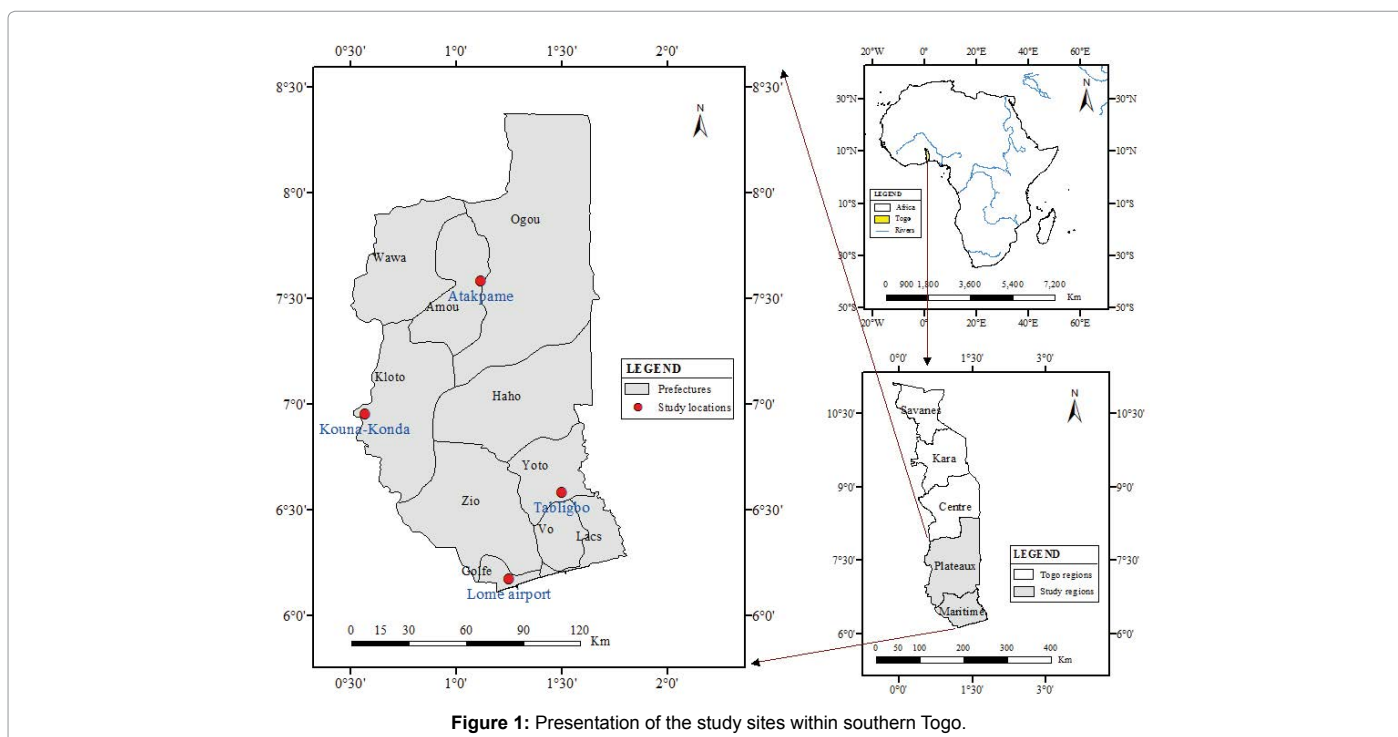 0°30' 1°0' 1°30' 2°0'
8°30' 8°30'
N
8°0' 8°0'
Ogou
Wawa
Atakpame
7°30' 7°30'
Amou
Kloto
LEGEND
Prefectures
Study locations
Haho
7°0' 7°0'
Kouna-Konda
Yoto
Zio
Tabligbo
6°30' 6°30'
Vo
Lacs
Golfe
Lome airport
6°0' 6°0'
0 15 30 60 90 120
Km
0°30' 1°0' 1°30' 2°0'
20°W 0° 20°E 40°E 60°E
N
30°N 30°N
10°N 10°N
LEGEND
Africa
Togo
Rivers
10°S 10°S
30°S 30°S
0 900 1,800 3,600 5,400 7,200
Km
50°S 50°S
20°W 0° 20°E 40°E 60°E
0°0' 1°30' 3°0'
N
Savanes
10°30' 10°30'
Kara
9°0' 9°0'
Centre
7°30' 7°30'
Plateaux
LEGEND
Togo regions
Study regions
Maritime
6°0' 6°0'
0 50 100 200 300 400
Km
0°0' 1°30' 3°0'
Figure 1: Presentation of the study sites within southern Togo.